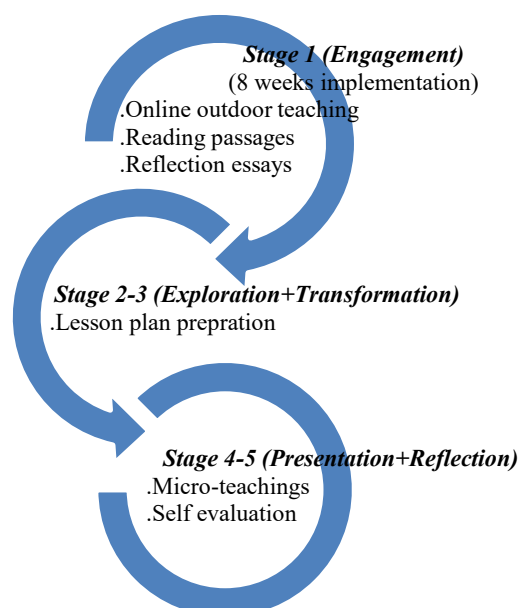 Stage 1 (Engagement)
(8 weeks implementation)
.Online outdoor teaching
.Reading passages
.Reflection essays
Stage 2-3 (Exploration+Transformation)
.Lesson plan prepration
Stage 4-5 (Presentation+Reflection)
.Micro-teachings
.Self evaluation